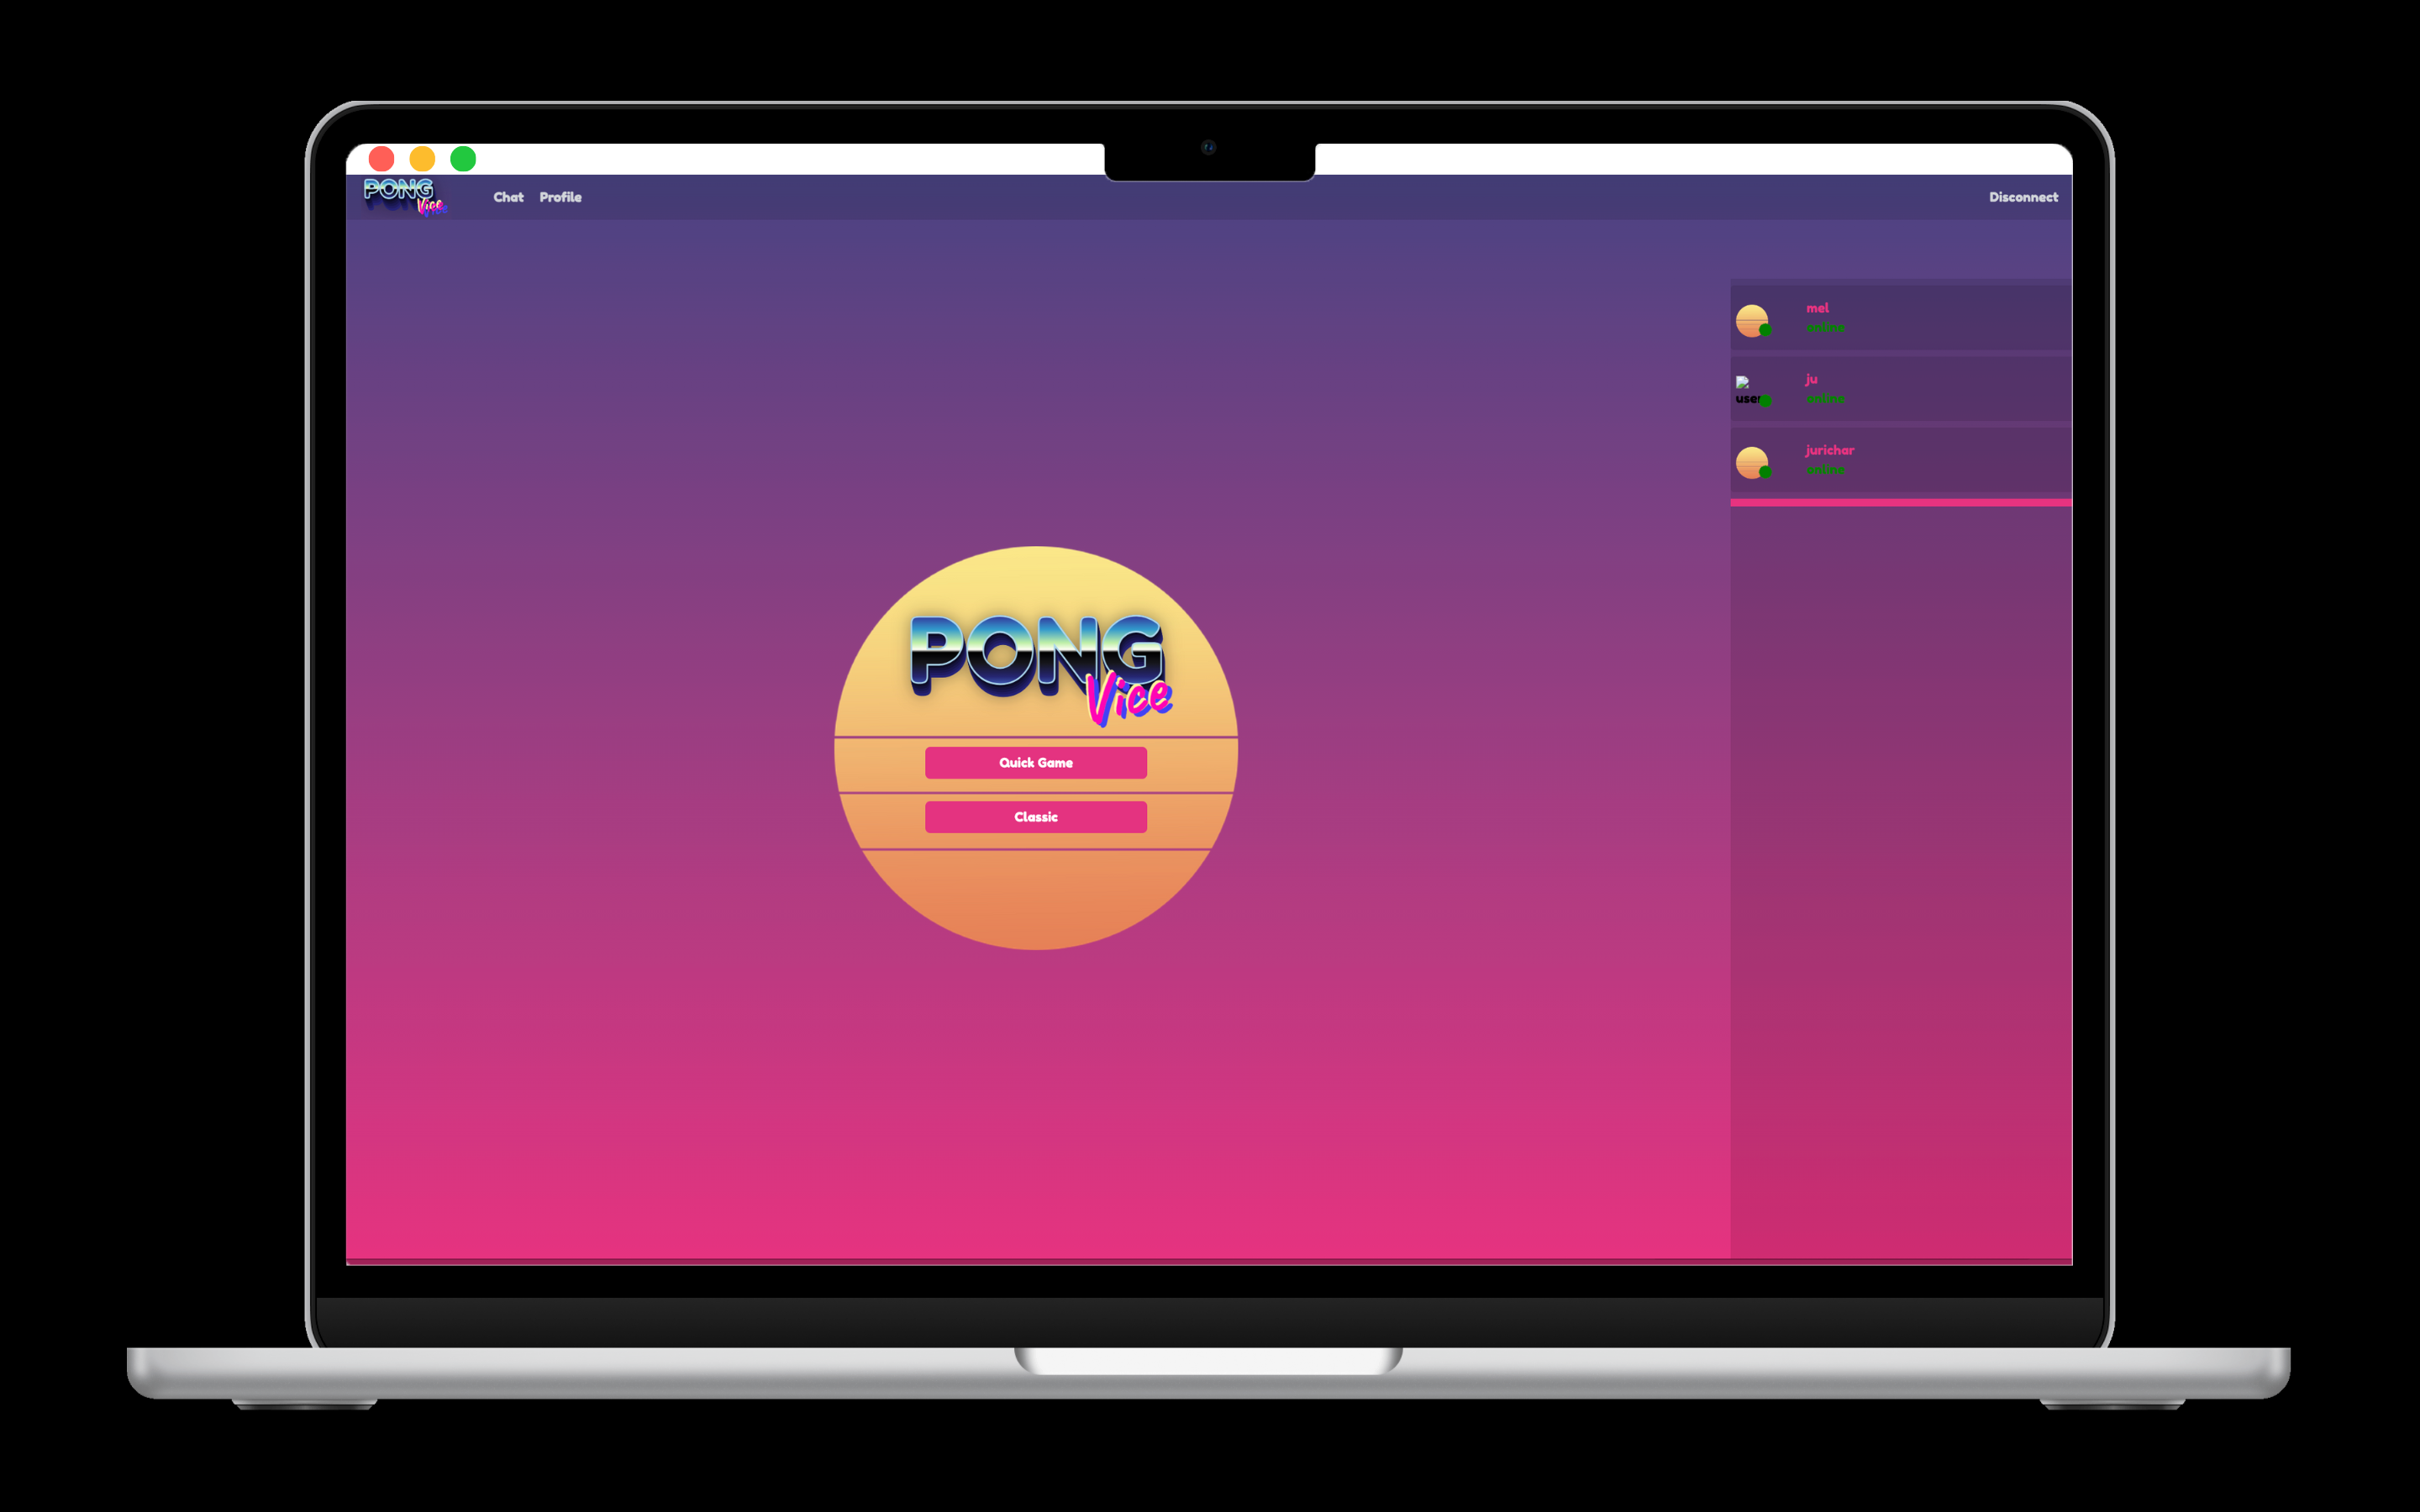 PONG Vice
Chat Profile Disconnect
mel
online
user
ju
online
jurichar
online
PONG
Vice
Quick Game
Classic